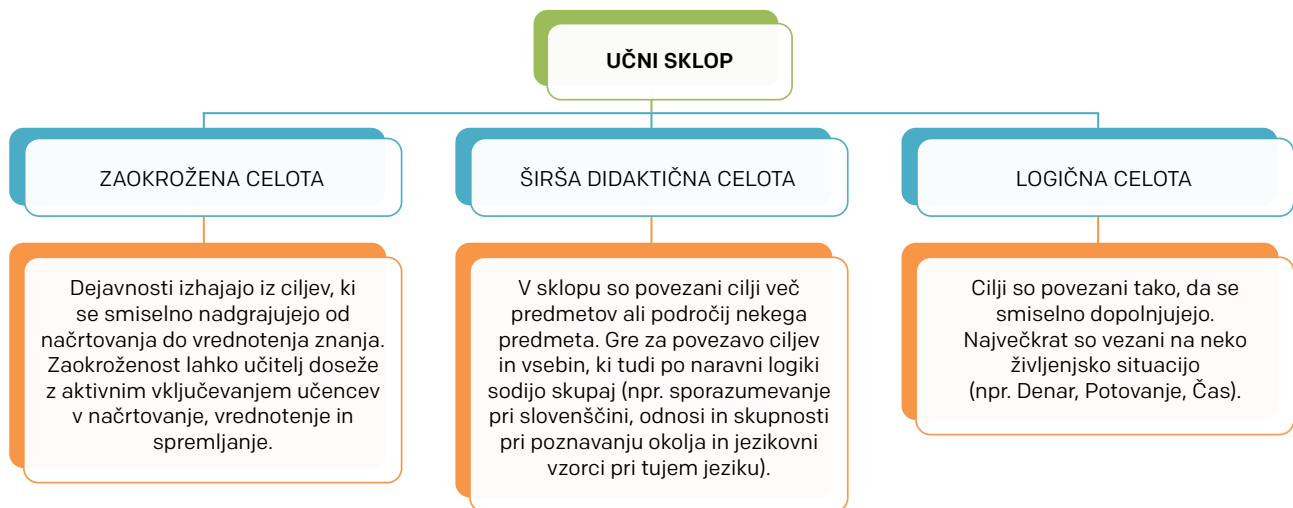 UČNI SKLOP
ZAOKROŽENA CELOTA
ŠIRŠA DIDAKTIČNA CELOTA
LOGIČNA CELOTA
Dejavnosti izhajajo iz ciljev, ki
se smiselno nadgrajujejo od
načrtovanja do vrednotenja znanja.
Zaokroženost lahko učitelj doseže
z aktivnim vključevanjem učencev
v načrtovanje, vrednotenje in
spremljanje.
V sklopu so povezani cilji več
predmetov ali področij nekega
predmeta. Gre za povezavo ciljev
in vsebin, ki tudi po naravni logiki
sodijo skupaj (npr. sporazumevanje
pri slovenščini, odnosi in skupnosti
pri poznavanju okolja in jezikovni
vzorci pri tujem jeziku).
Cilji so povezani tako, da se
smiselno dopolnjujejo.
Največkrat so vezani na neko
življenjsko situacijo
(npr. Denar, Potovanje, Čas).